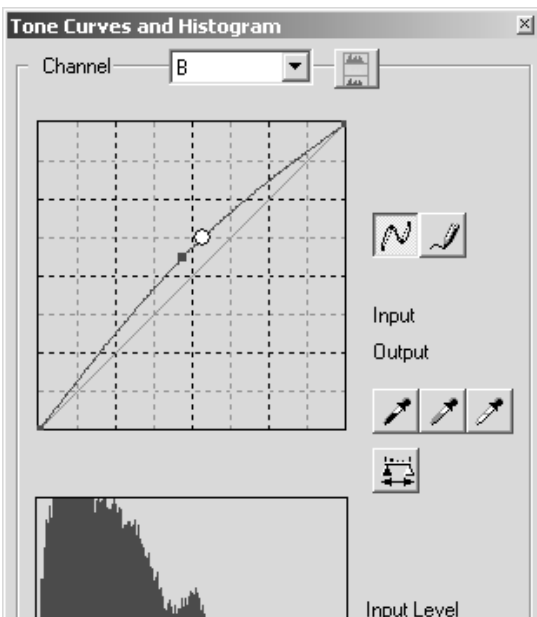 Tone Curves and Histogram
Channel
B
Input
Output
Input Level